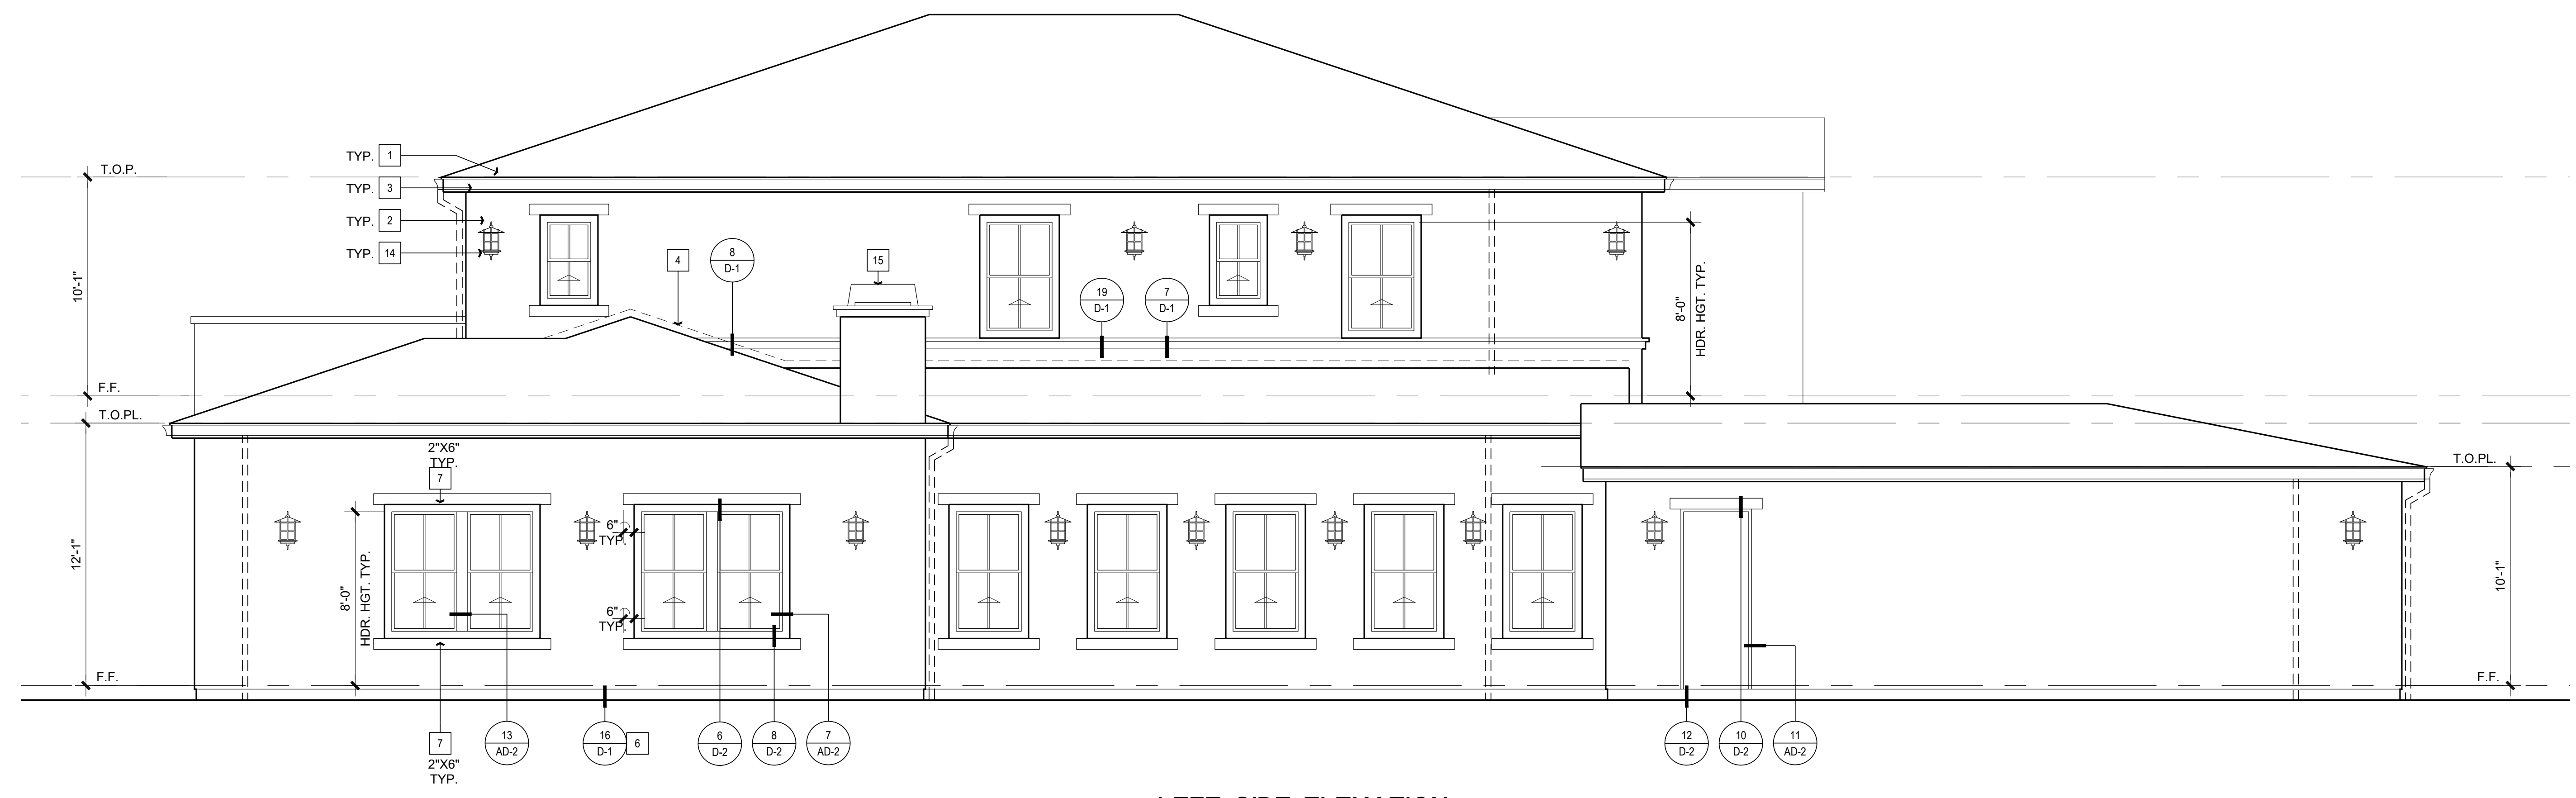 TYP. 1
T.O.P.
TYP. 3
TYP. 2
TYP. 14
4
8
D-1
15
19
D-1
7
D-1
10'-1"
8'-0"
HDR. HGT. TYP.
F.F.
T.O.PL.
2"X6"
TYP.
7
T.O.PL.
6"
TYP.
12'-1"
8'-0"
HDR. HGT. TYP.
6"
TYP.
10'-1"
F.F.
F.F.
7
2"X6"
TYP.
13
AD-2
16
D-1
6
6
D-2
8
D-2
7
AD-2
12
D-2
10
D-2
11
AD-2
LEFT SIDE ELEVATION